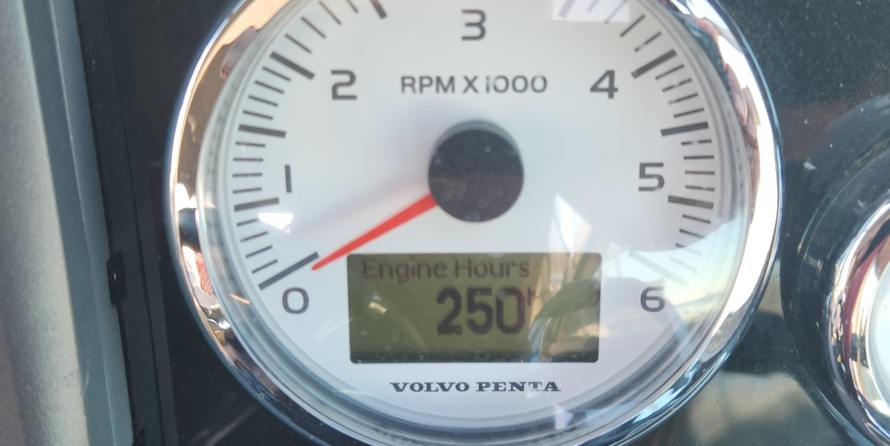 3
2 RPM X 1000 4
1 5
Engine Hours
250h
0 6
VOLVO PENTA